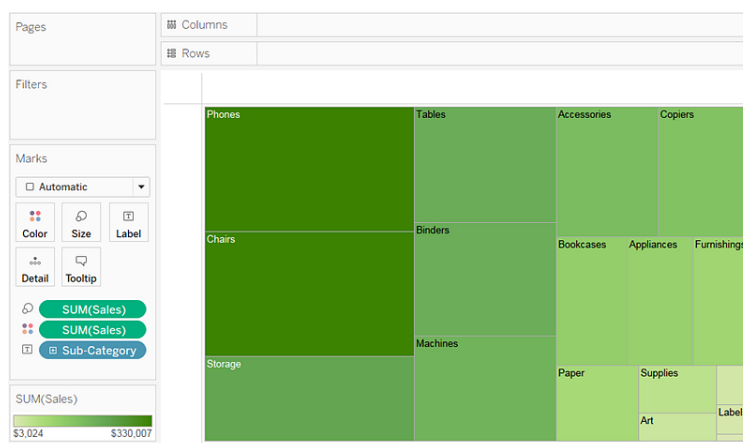 Pages
Columns
Rows
Filters
Marks
Automatic
Color
Size
Label
Detail
Tooltip
SUM(Sales)
SUM(Sales)
Sub-Category
SUM(Sales)
$3,024 $330,007
Phones
Chairs
Storage
Tables
Binders
Machines
Accessories
Copiers
Bookcases
Appliances
Furnishings
Paper
Supplies
Art
Label